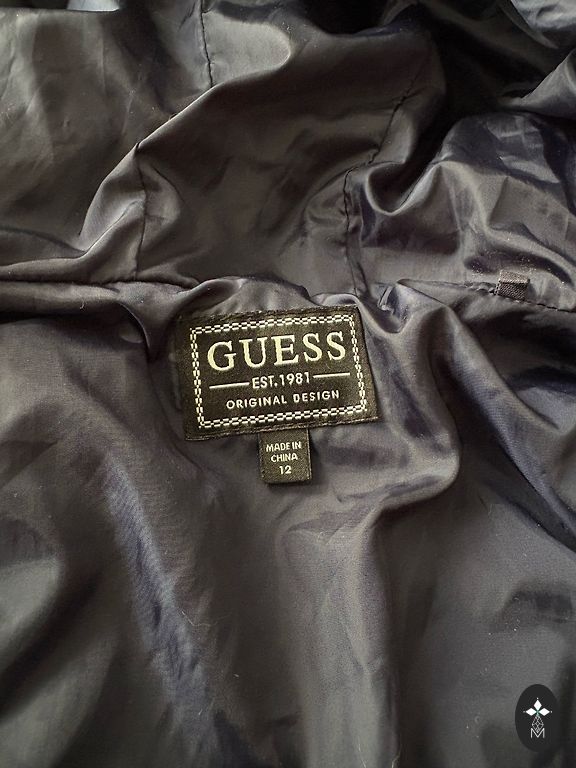 GUESS
EST. 1981
ORIGINAL DESIGN
MADE IN
CHINA
12
M